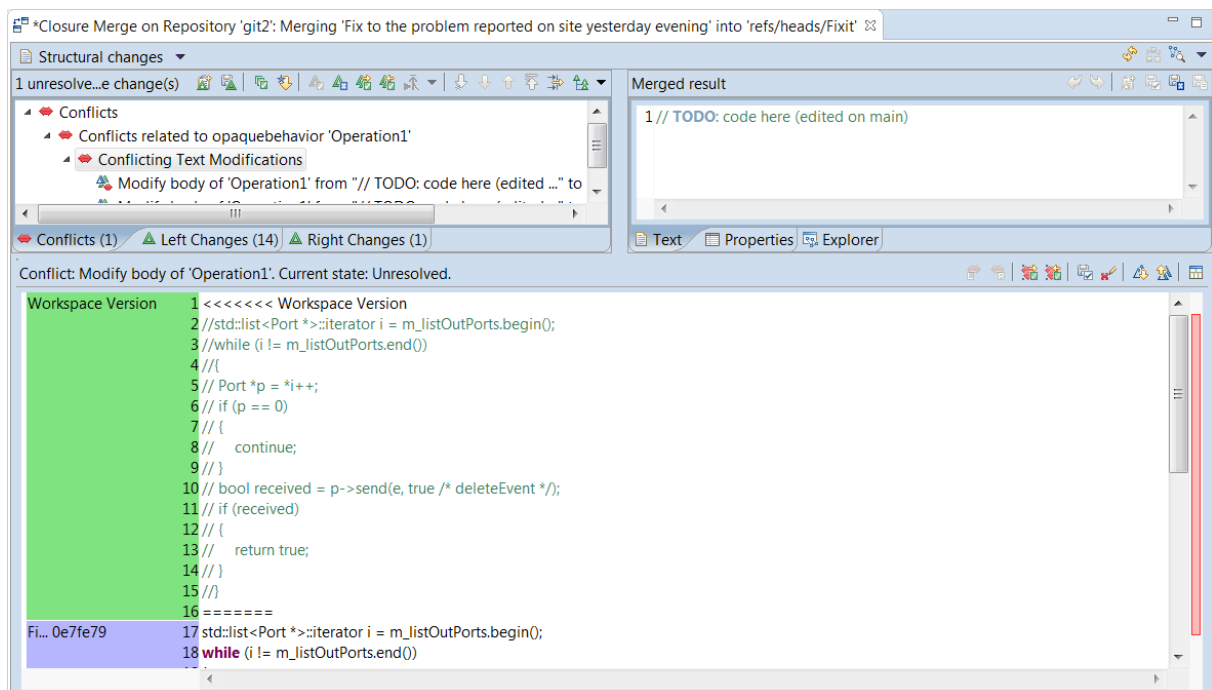 *Closure Merge on Repository 'git2': Merging 'Fix to the problem reported on site yesterday evening' into 'refs/heads/Fixit'
Structural changes
1 unresolve...e change(s)
Conflicts
Conflicts related to opaquebehavior 'Operation1'
Conflicting Text Modifications
Modify body of 'Operation1' from "// TODO: code here (edited ..." to
Conflicts (1) Left Changes (14) Right Changes (1)
Merged result
1 // TODO: code here (edited on main)
Text Properties Explorer
Conflict: Modify body of 'Operation1'. Current state: Unresolved.
Workspace Version 1 <<<<<<< Workspace Version
2 //std::list<Port *>::iterator i = m_listOutPorts.begin();
3 //while (i != m_listOutPorts.end())
4 //{
5 // Port *p = *i++;
6 // if (p == 0)
7 // {
8 // continue;
9 // }
10 // bool received = p->send(e, true /* deleteEvent */);
11 // if (received)
12 // {
13 // return true;
14 // }
15 //}
16 =======
Fi... 0e7fe79 17 std::list<Port *>::iterator i = m_listOutPorts.begin();
18 while (i != m_listOutPorts.end())